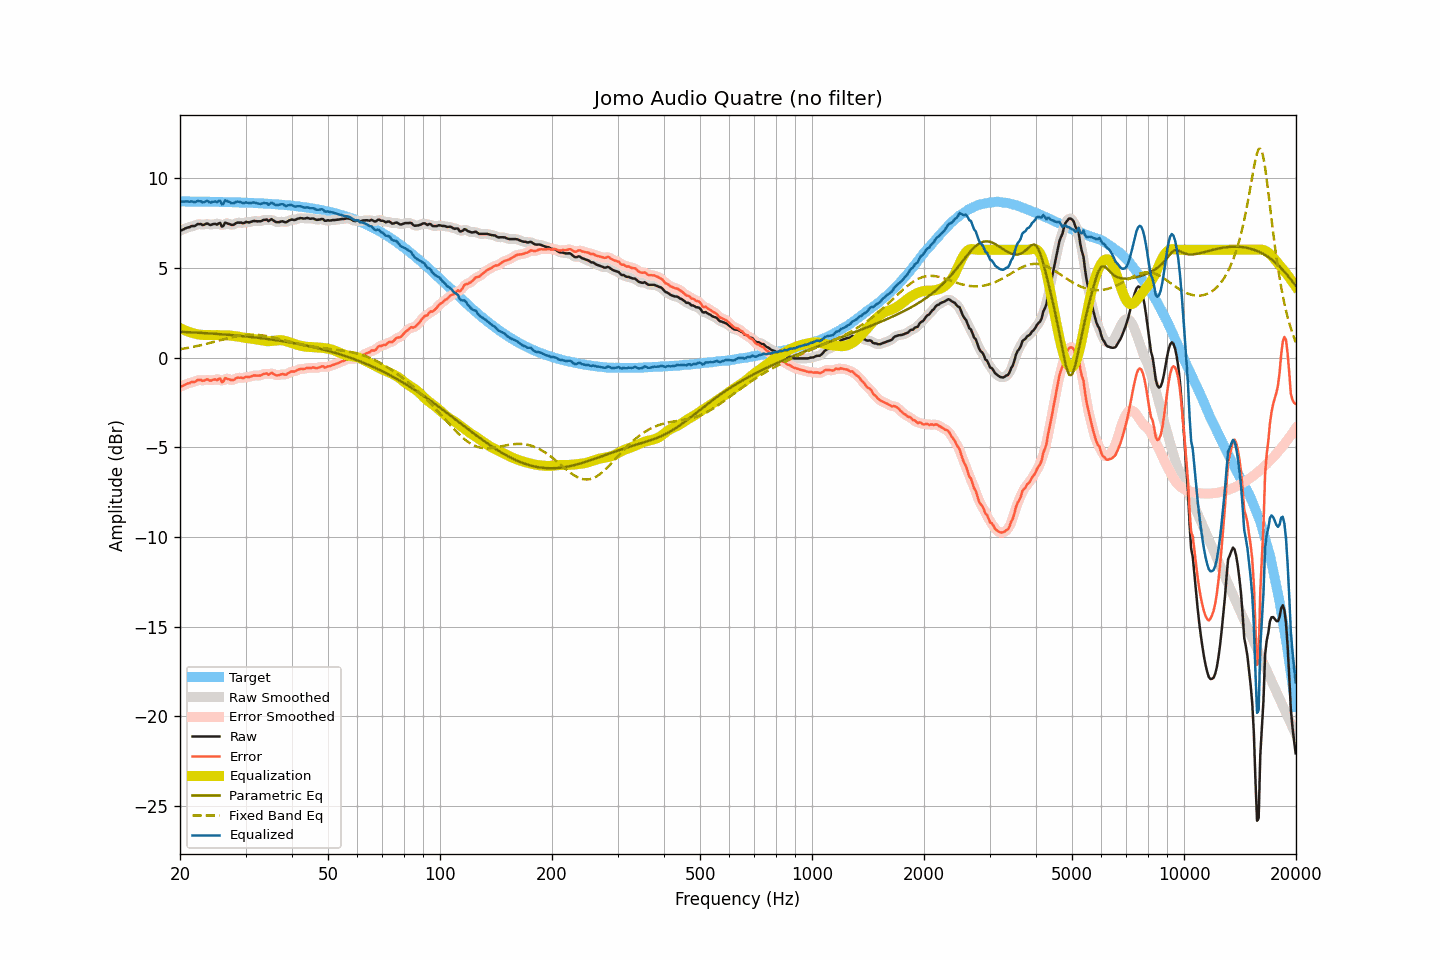 Jomo Audio Quatre (no filter)
Amplitude (dBr)
10
5
0
−5
−10
−15
−20
−25
Target
Raw Smoothed
Error Smoothed
Raw
Error
Equalization
Parametric Eq
Fixed Band Eq
Equalized
20 50 100 200 500 1000 2000 5000 10000 20000
Frequency (Hz)